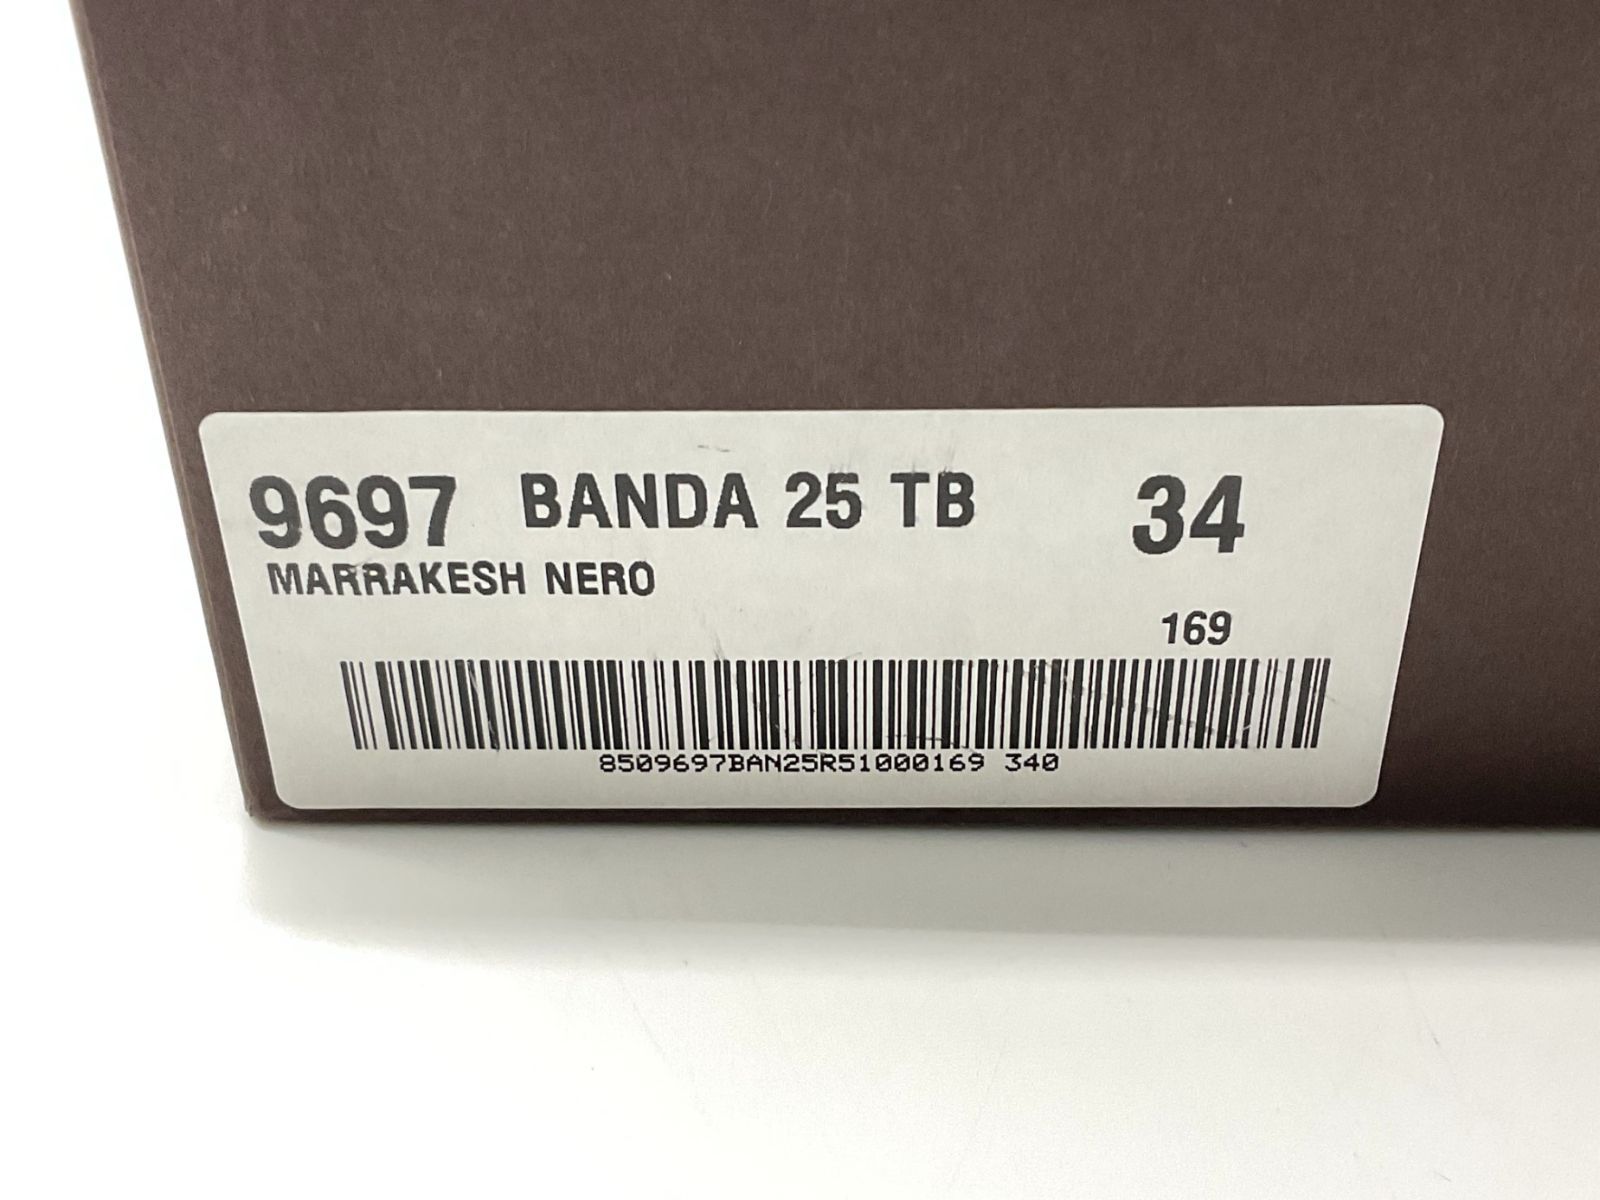 9697 BANDA 25 TB 34
MARRAKESH NERO
169
8509697BAN25R51000169 340